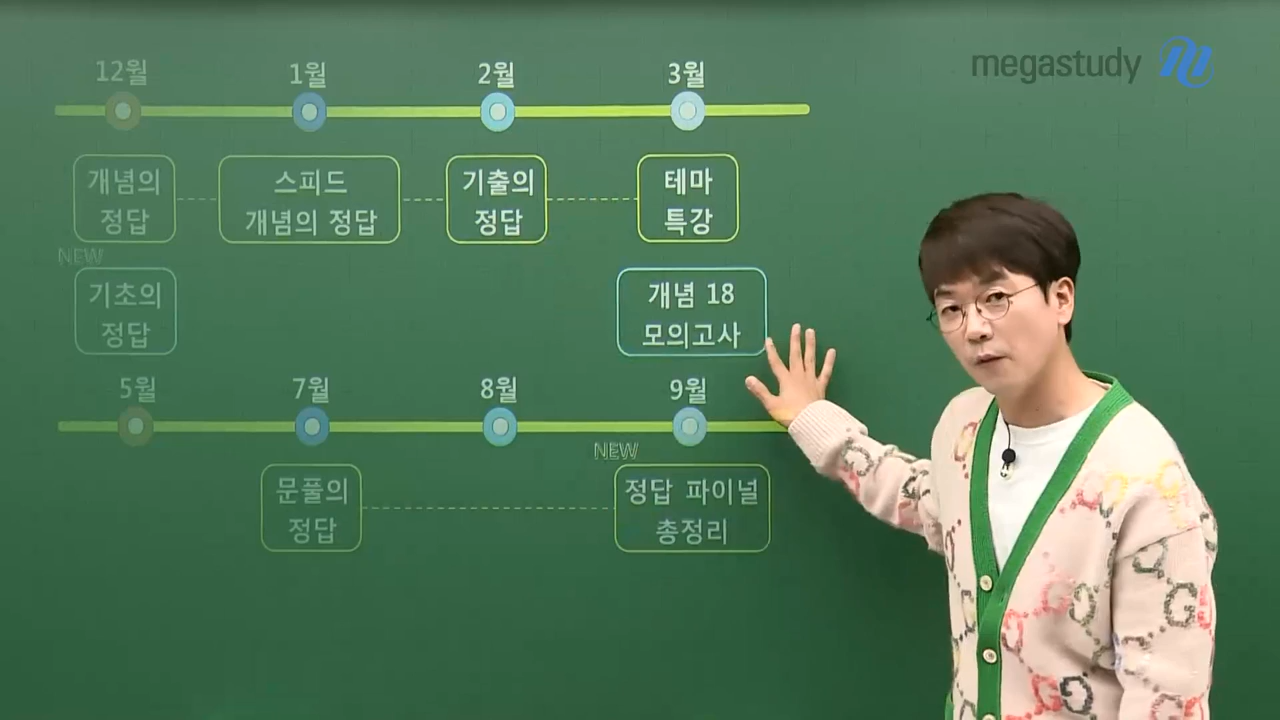 megastudy
12월 1월 2월 3월
개념의 정답
스피드 개념의 정답
기출의 정답
테마 특강
NEW
기초의 정답
개념 18 모의고사
5월 7월 8월 9월
NEW
문풀의 정답
정답 파이널 총정리